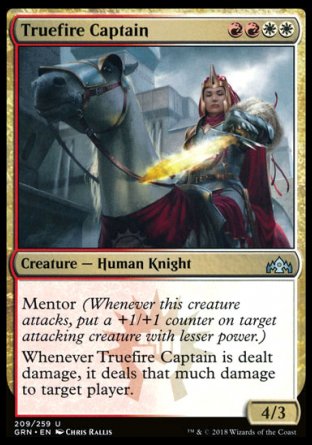 Truefire Captain
Creature — Human Knight
Mentor (Whenever this creature
attacks, put a +1/+1 counter on target
attacking creature with lesser power.)
Whenever Truefire Captain is dealt
damage, it deals that much damage
to target player.
4/3
209/259 U
GRN • EN Chris Rallis
™ & © 2018 Wizards of the Coast